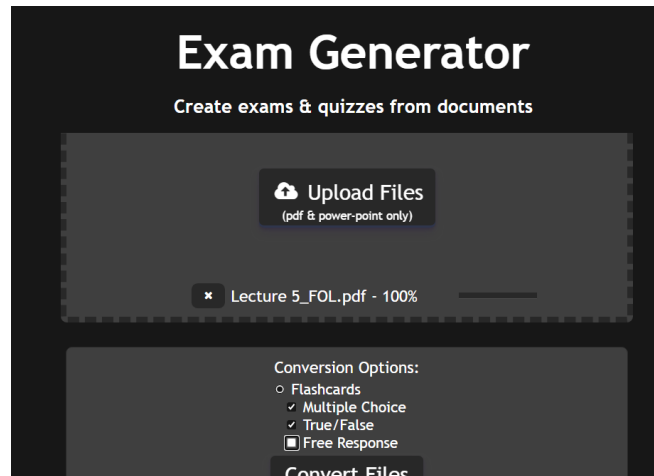 Exam Generator
Create exams & quizzes from documents
Upload Files
(pdf & power-point only)
Lecture 5_FOL.pdf - 100%
Conversion Options:
Flashcards
Multiple Choice
True/False
Free Response
Convert Files